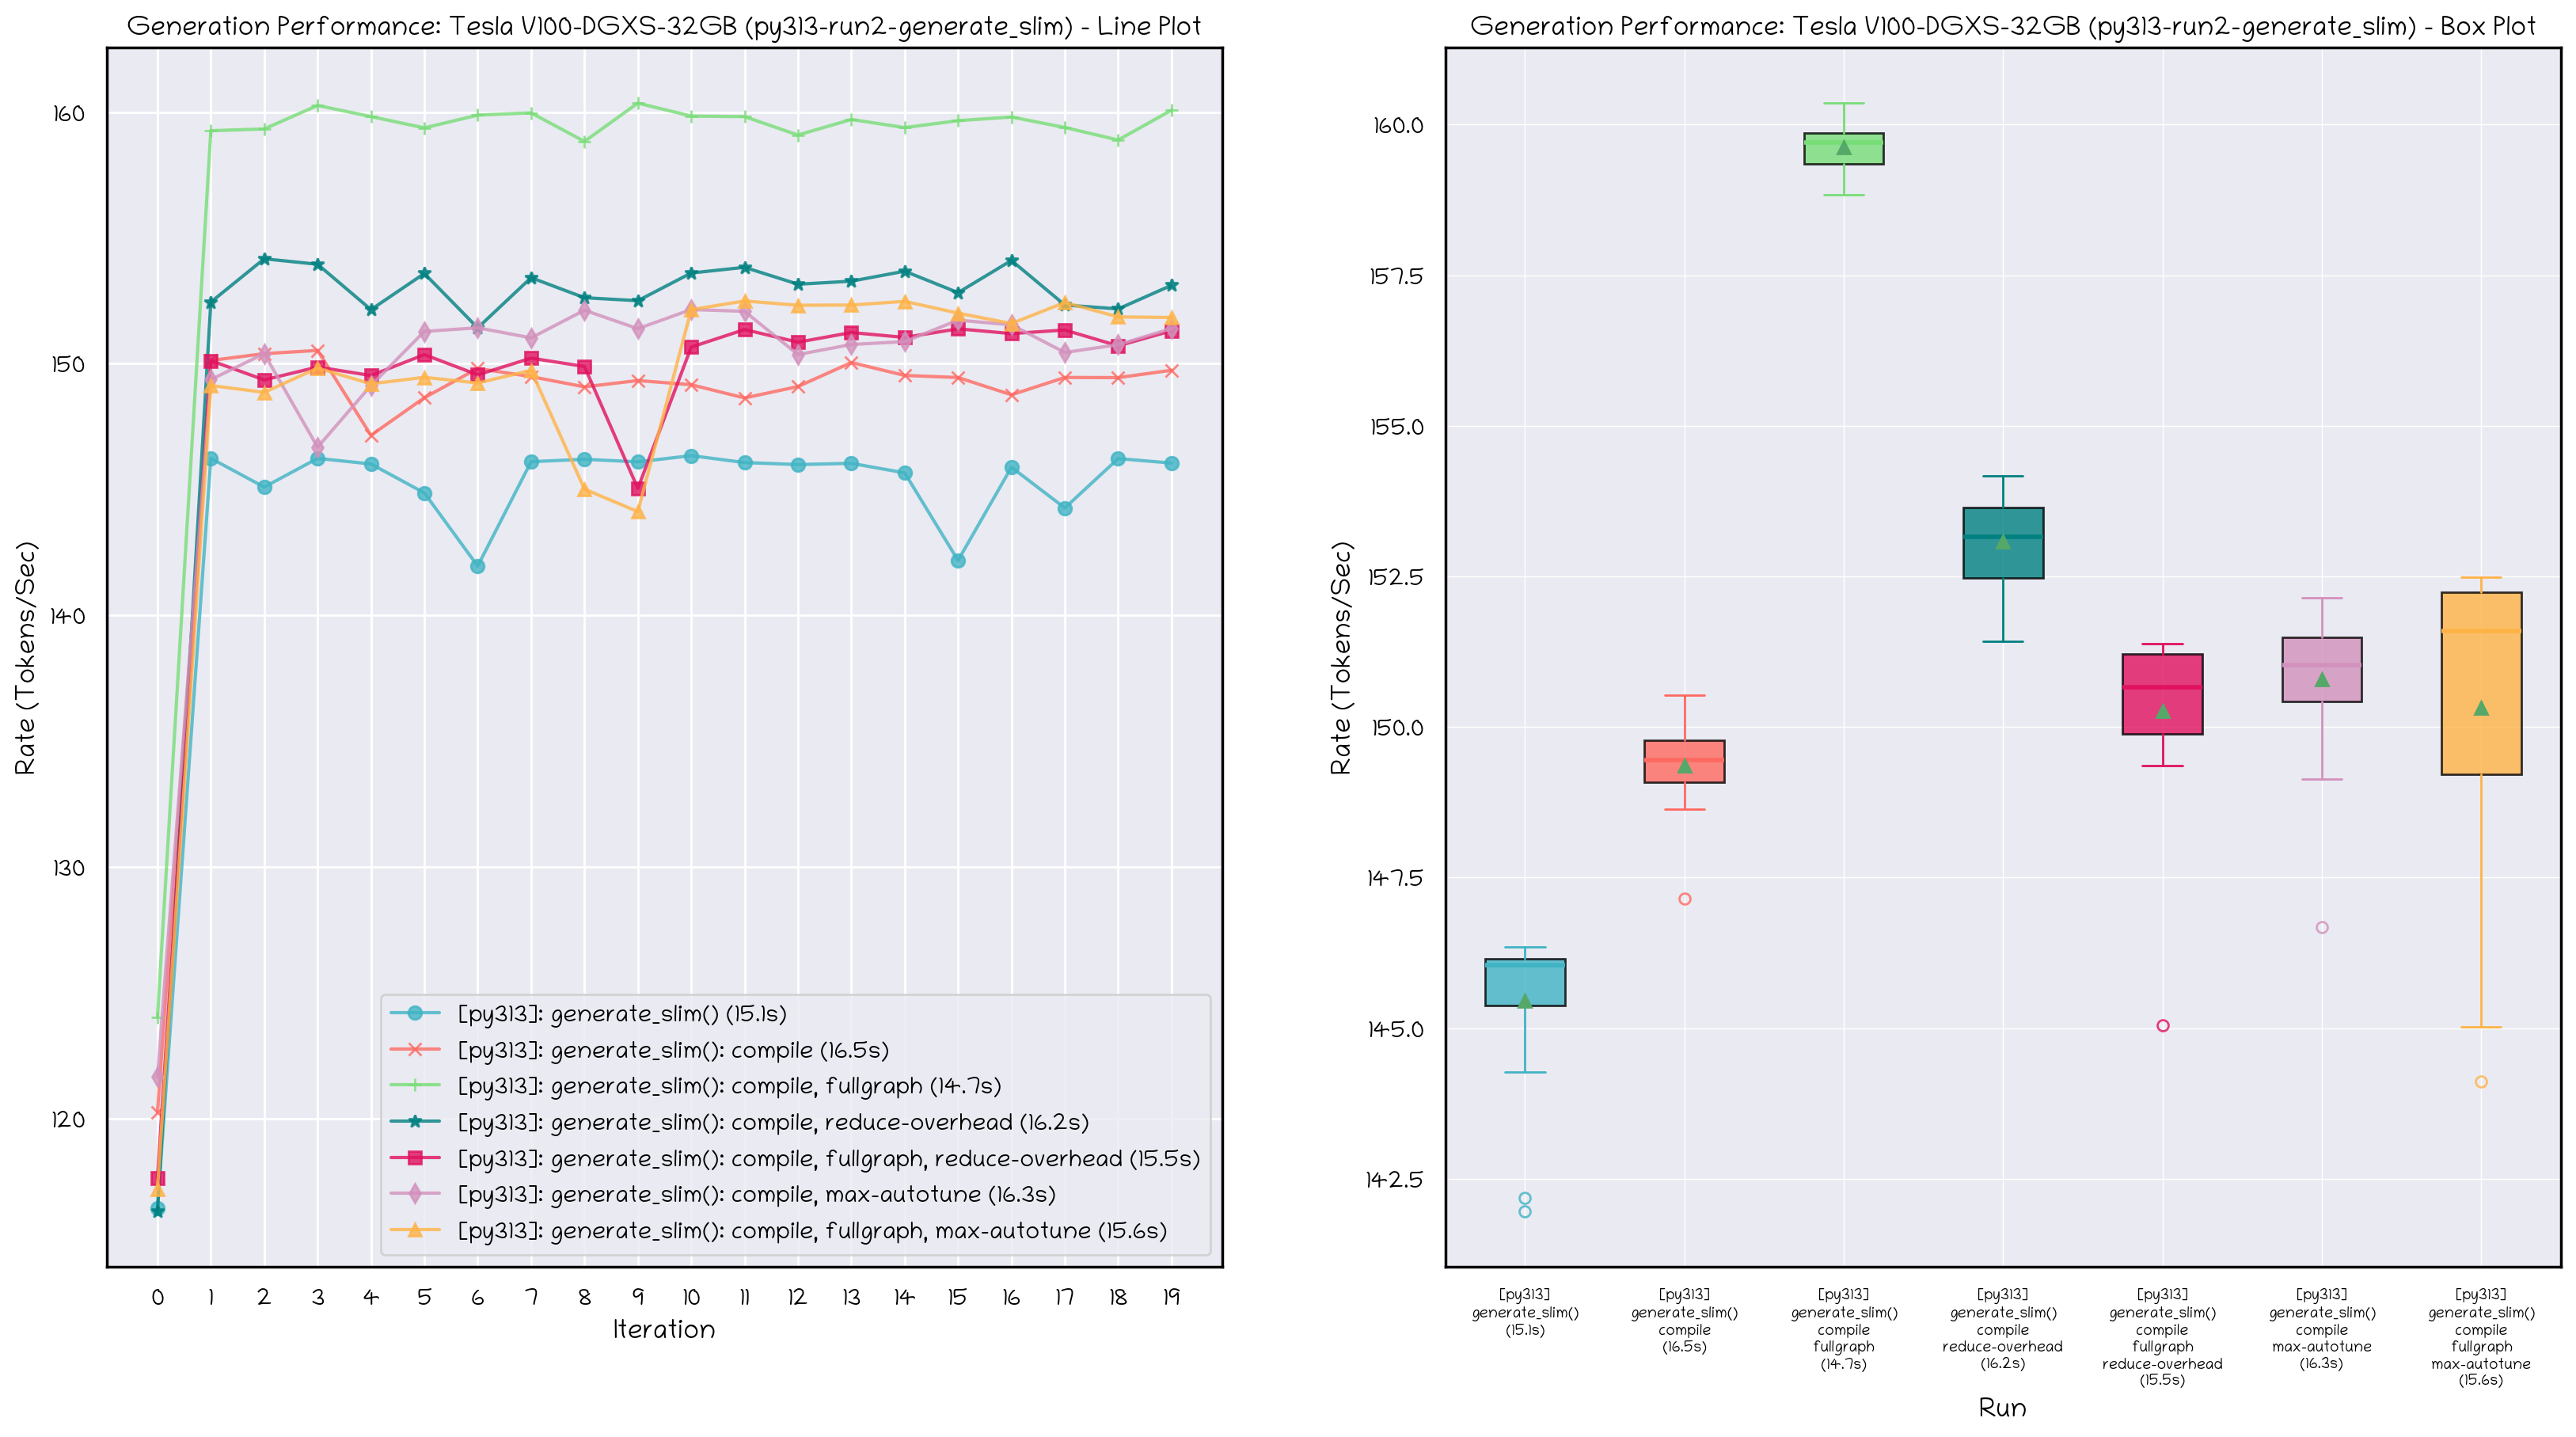 Generation Performance: Tesla V100-DGXS-32GB (py313-run2-generate_slim) - Line Plot
Rate (Tokens/Sec)
160
150
140
130
120
[py313]: generate_slim() (15.1s)
[py313]: generate_slim(): compile (16.5s)
[py313]: generate_slim(): compile, fullgraph (14.7s)
[py313]: generate_slim(): compile, reduce-overhead (16.2s)
[py313]: generate_slim(): compile, fullgraph, reduce-overhead (15.5s)
[py313]: generate_slim(): compile, max-autotune (16.3s)
[py313]: generate_slim(): compile, fullgraph, max-autotune (15.6s)
0 1 2 3 4 5 6 7 8 9 10 11 12 13 14 15 16 17 18 19
Iteration
Generation Performance: Tesla V100-DGXS-32GB (py313-run2-generate_slim) - Box Plot
Rate (Tokens/Sec)
160.0
157.5
155.0
152.5
150.0
147.5
145.0
142.5
[py313]
generate_slim()
(15.1s)
[py313]
generate_slim()
compile
(16.5s)
[py313]
generate_slim()
compile
fullgraph
(14.7s)
[py313]
generate_slim()
compile
reduce-overhead
(16.2s)
[py313]
generate_slim()
compile
fullgraph
reduce-overhead
(15.5s)
[py313]
generate_slim()
compile
max-autotune
(16.3s)
[py313]
generate_slim()
compile
fullgraph
max-autotune
(15.6s)
Run